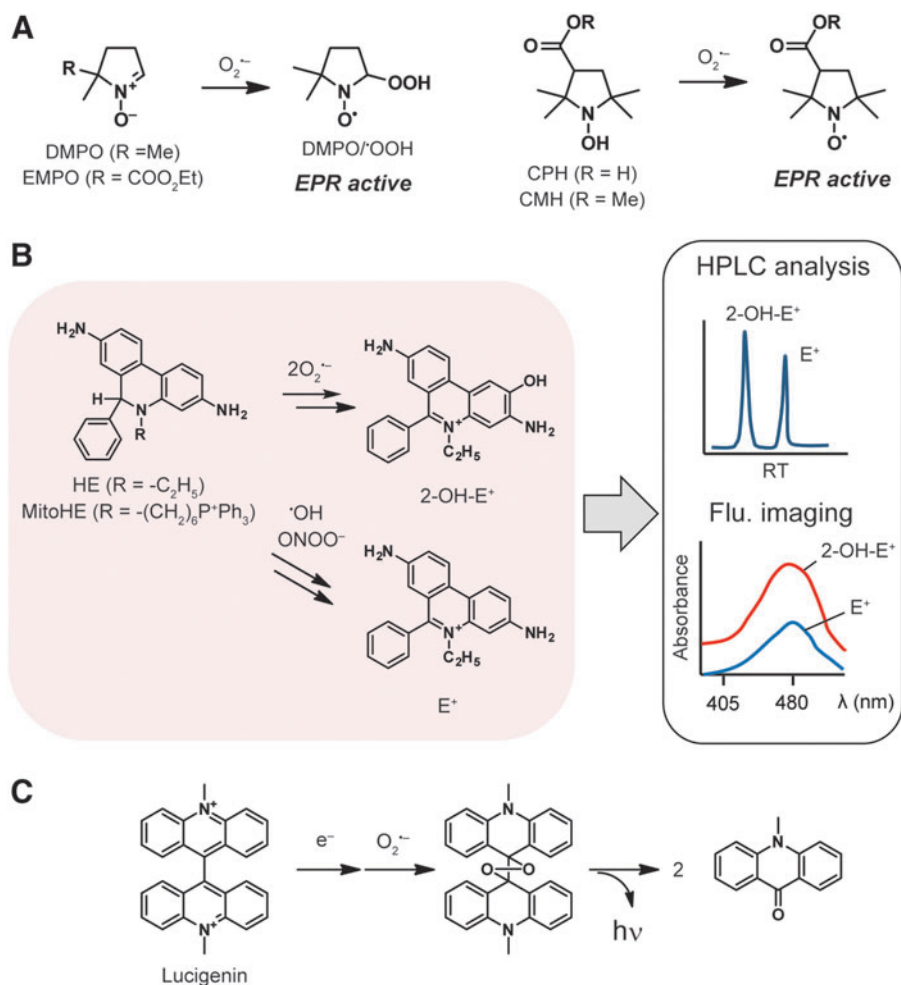 A
R
N+
O−
O2•−
OOH
N
O•
DMPO (R =Me)
EMPO (R = COO2Et)
DMPO/•OOH
EPR active
OR
O
N
OH
CPH (R = H)
CMH (R = Me)
O2•−
OR
O
N
O•
EPR active
B
H2N
H
N
R
NH2
HE (R = -C2H5)
MitoHE (R = -(CH2)6P+Ph3)
2O2•−
H2N
OH
N+
NH2
C2H5
2-OH-E+
•OH
ONOO−
H2N
N+
NH2
C2H5
E+
HPLC analysis
2-OH-E+
E+
RT
Flu. imaging
2-OH-E+
E+
Absorbance
405 480 λ (nm)
C
N+
N+
Lucigenin
e− O2•−
N
O O
N
hν
2
N
O